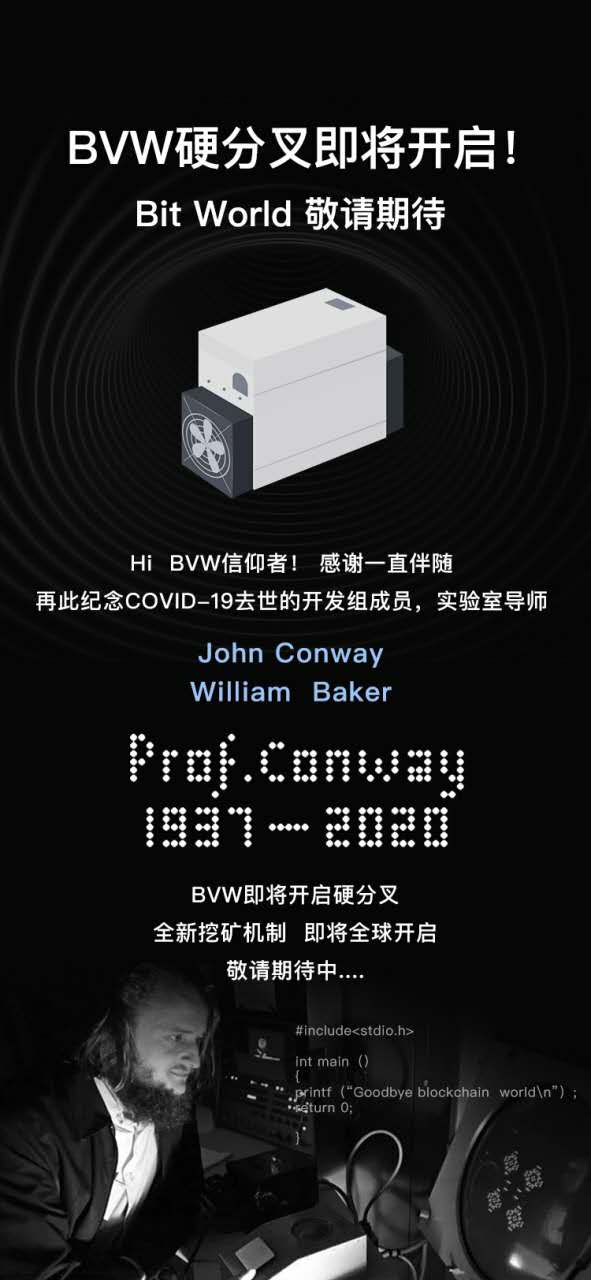 BVW硬分叉即将开启！
Bit World 敬请期待
Hi BVW信仰者！ 感谢一直伴随
再此纪念COVID-19去世的开发组成员，实验室导师
John Conway
William Baker
Prof.Conway
1937—2020
BVW即将开启硬分叉
全新挖矿机制 即将全球开启
敬请期待中....
#include<stdio.h>
int main（）
{
printf（“Goodbye blockchain world\n”）;
return 0;
}